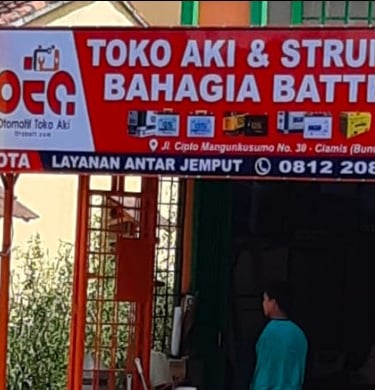 TOKO AKI & STRU
BAHAGIA BATT
OTG
Otomotif Toko Aki
Jl. Cipto Mangunkusumo No. 38 - Ciamis (Bun
OTA LAYANAN ANTAR JEMPUT 0812 208